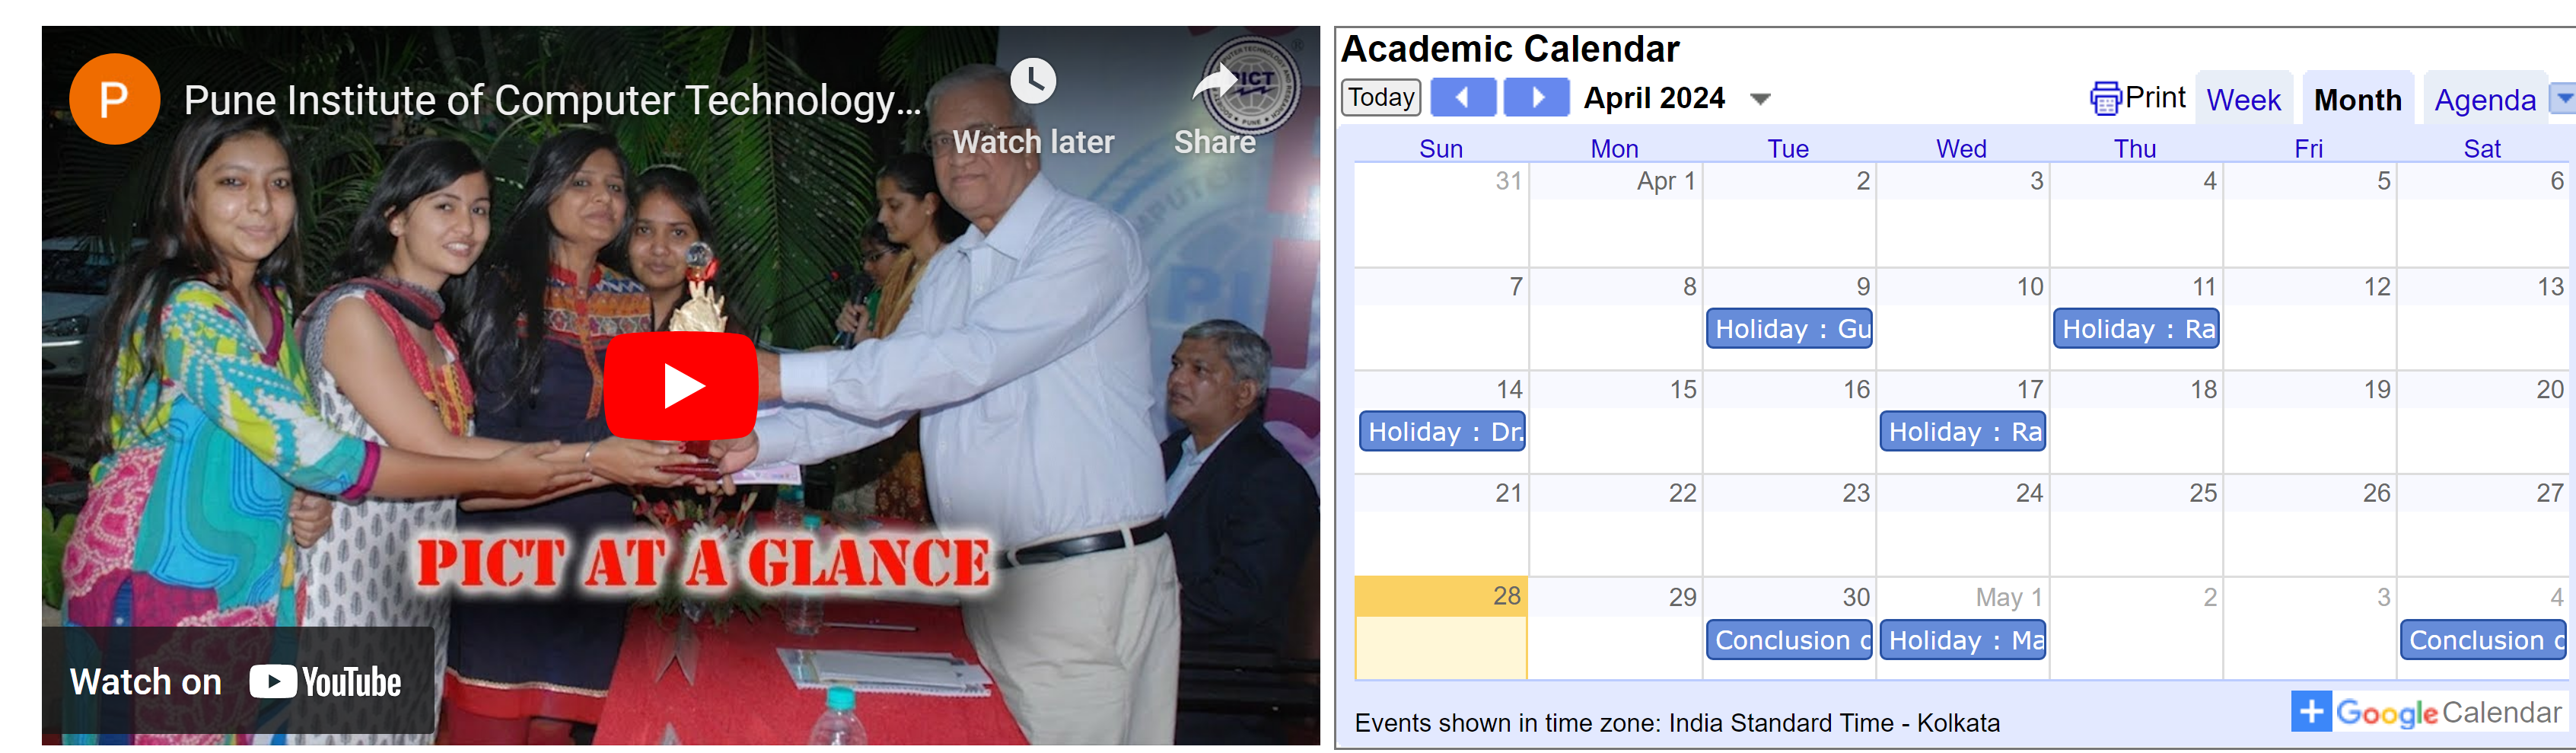 P
Pune Institute of Computer Technology...
Watch later
Share
PICT
PUNE
PICT AT A GLANCE
Watch on YouTube
Academic Calendar
Today
April 2024
Print
Week
Month
Agenda
Sun Mon Tue Wed Thu Fri Sat
31 Apr 1 2 3 4 5 6
7 8 9 10 11 12 13
Holiday : Gu
Holiday : Ra
14 15 16 17 18 19 20
Holiday : Dr.
Holiday : Ra
21 22 23 24 25 26 27
28 29 30 May 1 2 3 4
Conclusion o
Holiday : Ma
Conclusion o
Events shown in time zone: India Standard Time - Kolkata
+ Google Calendar